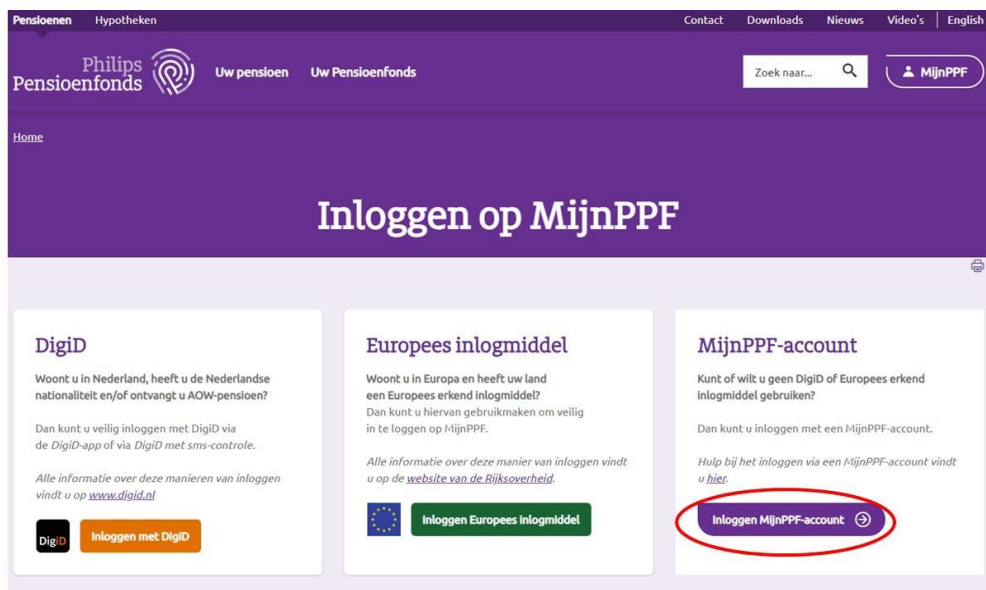 Pensioenen Hypotheken Contact Downloads Nieuws Video's English
Philips
Pensioenfonds
Uw pensioen Uw Pensioenfonds Zoek naar... MijnPPF
Home
Inloggen op MijnPPF
DigiD
Woont u in Nederland, heeft u de Nederlandse
nationaliteit en/of ontvangt u AOW-pensioen?
Dan kunt u veilig inloggen met DigiD via
de DigiD-app of via DigiD met sms-controle.
Alle informatie over deze manieren van inloggen
vindt u op www.digid.nl
DigiD
Inloggen met DigiD
Europees inlogmiddel
Woont u in Europa en heeft uw land
een Europees erkend inlogmiddel?
Dan kunt u hiervan gebruikmaken om veilig
in te loggen op MijnPPF.
Alle informatie over deze manier van inloggen vindt
u op de website van de Rijksoverheid.
Inloggen Europees inlogmiddel
MijnPPF-account
Kunt of wilt u geen DigiD of Europees erkend
inlogmiddel gebruiken?
Dan kunt u inloggen met een MijnPPF-account.
Hulp bij het inloggen via een MijnPPF-account vindt
u hier.
Inloggen MijnPPF-account